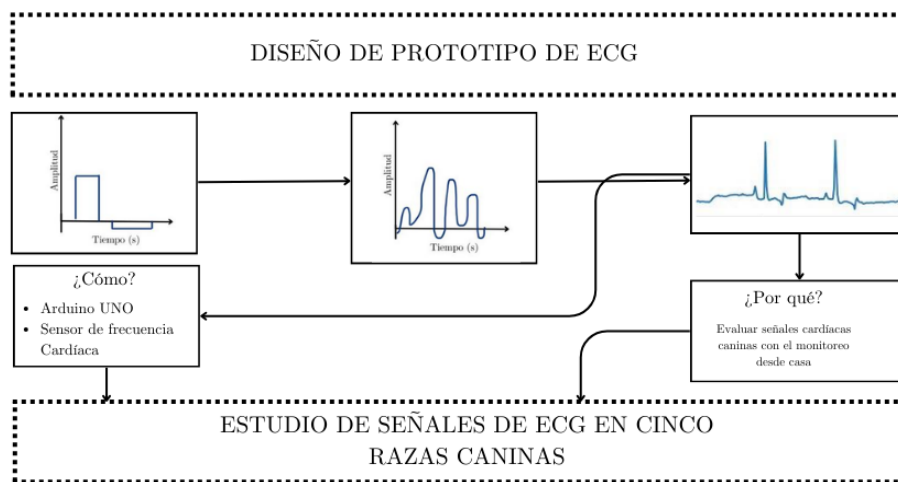 DISEÑO DE PROTOTIPO DE ECG
Amplitud
Tiempo (s)
Amplitud
Tiempo (s)
¿Cómo?
• Arduino UNO
• Sensor de frecuencia
Cardíaca
¿Por qué?
Evaluar señales cardíacas
caninas con el monitoreo
desde casa
ESTUDIO DE SEÑALES DE ECG EN CINCO
RAZAS CANINAS